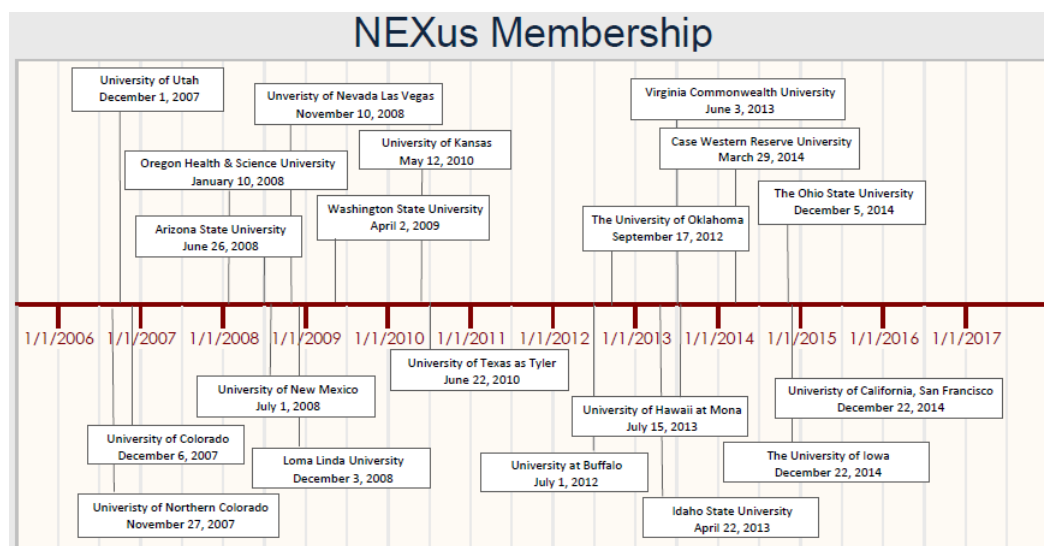 NEXus Membership
University of Utah
December 1, 2007
Unveristy of Nevada Las Vegas
November 10, 2008
Virginia Commonwealth University
June 3, 2013
University of Kansas
May 12, 2010
Case Western Reserve University
March 29, 2014
Oregon Health & Science University
January 10, 2008
The Ohio State University
December 5, 2014
Washington State University
April 2, 2009
The University of Oklahoma
September 17, 2012
Arizona State University
June 26, 2008
1/1/2006 1/1/2007 1/1/2008 1/1/2009 1/1/2010 1/1/2011 1/1/2012 1/1/2013 1/1/2014 1/1/2015 1/1/2016 1/1/2017
University of Texas as Tyler
June 22, 2010
University of New Mexico
July 1, 2008
Univeristy of California, San Francisco
December 22, 2014
University of Hawaii at Mona
July 15, 2013
University of Colorado
December 6, 2007
Loma Linda University
December 3, 2008
University at Buffalo
July 1, 2012
The University of Iowa
December 22, 2014
Univeristy of Northern Colorado
November 27, 2007
Idaho State University
April 22, 2013